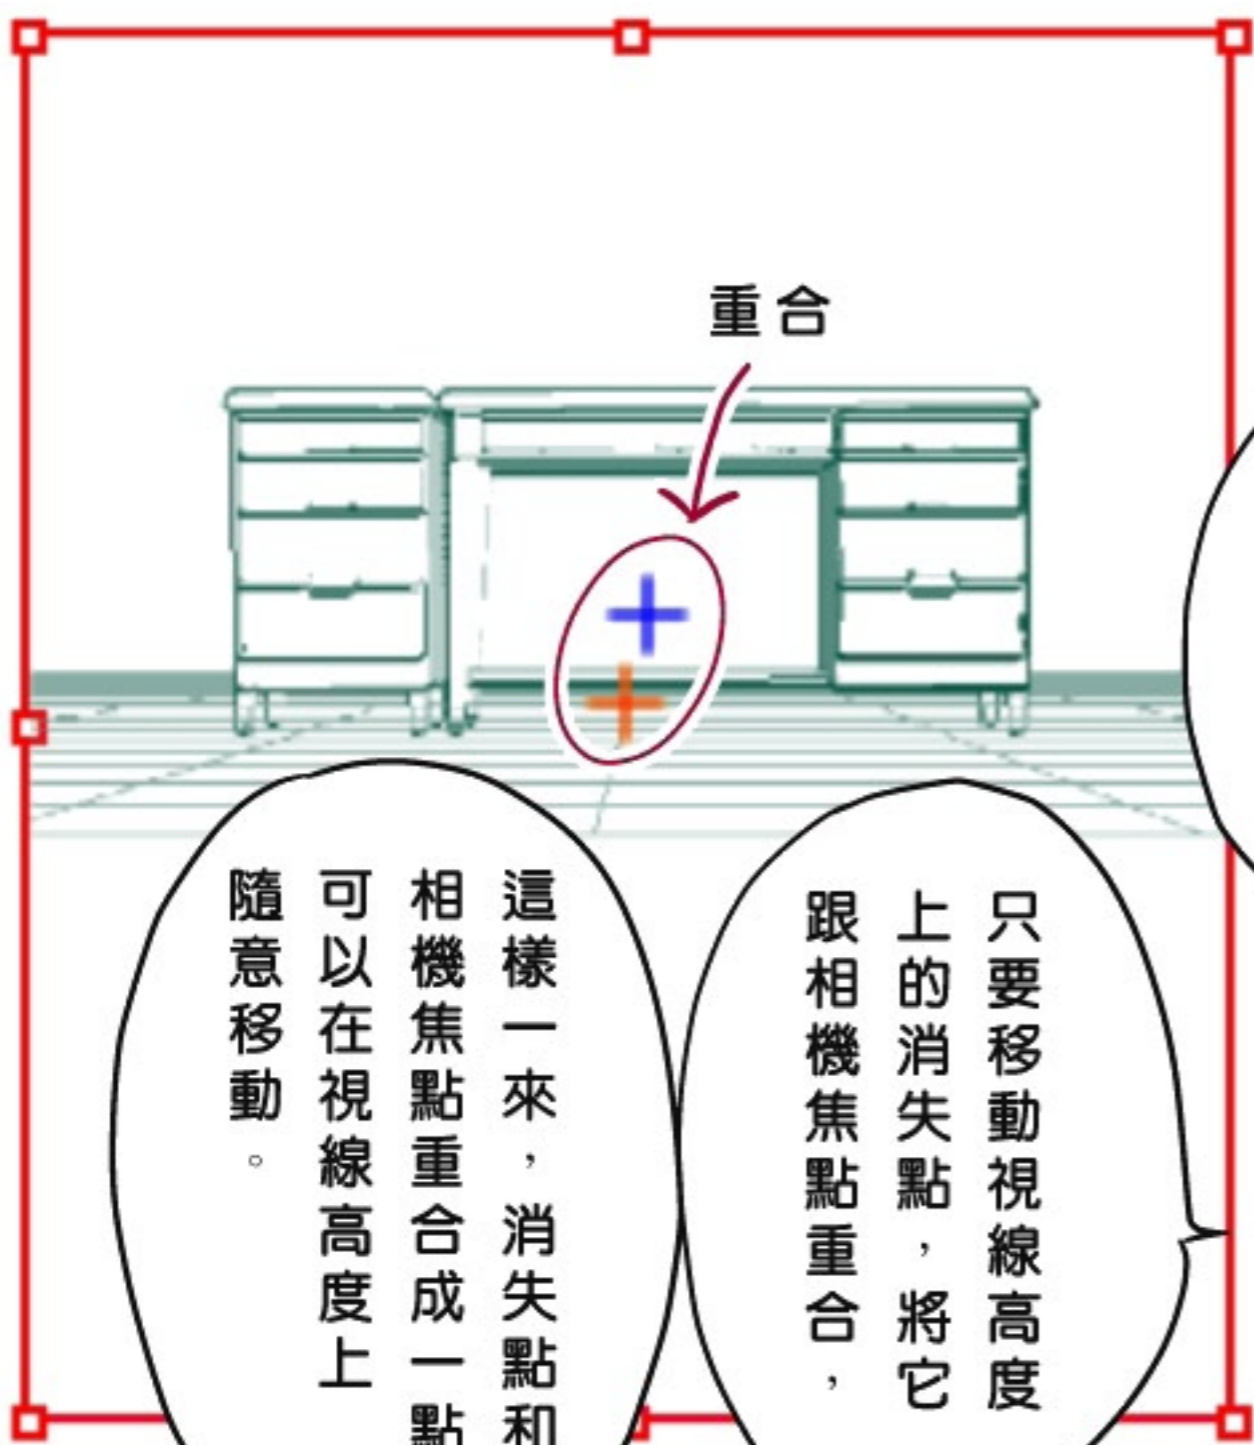 重合
只要移動視線高度
上的消失點，將它
跟相機焦點重合，
這樣一來，消失點和
相機焦點重合成一點
可以在視線高度上
隨意移動。